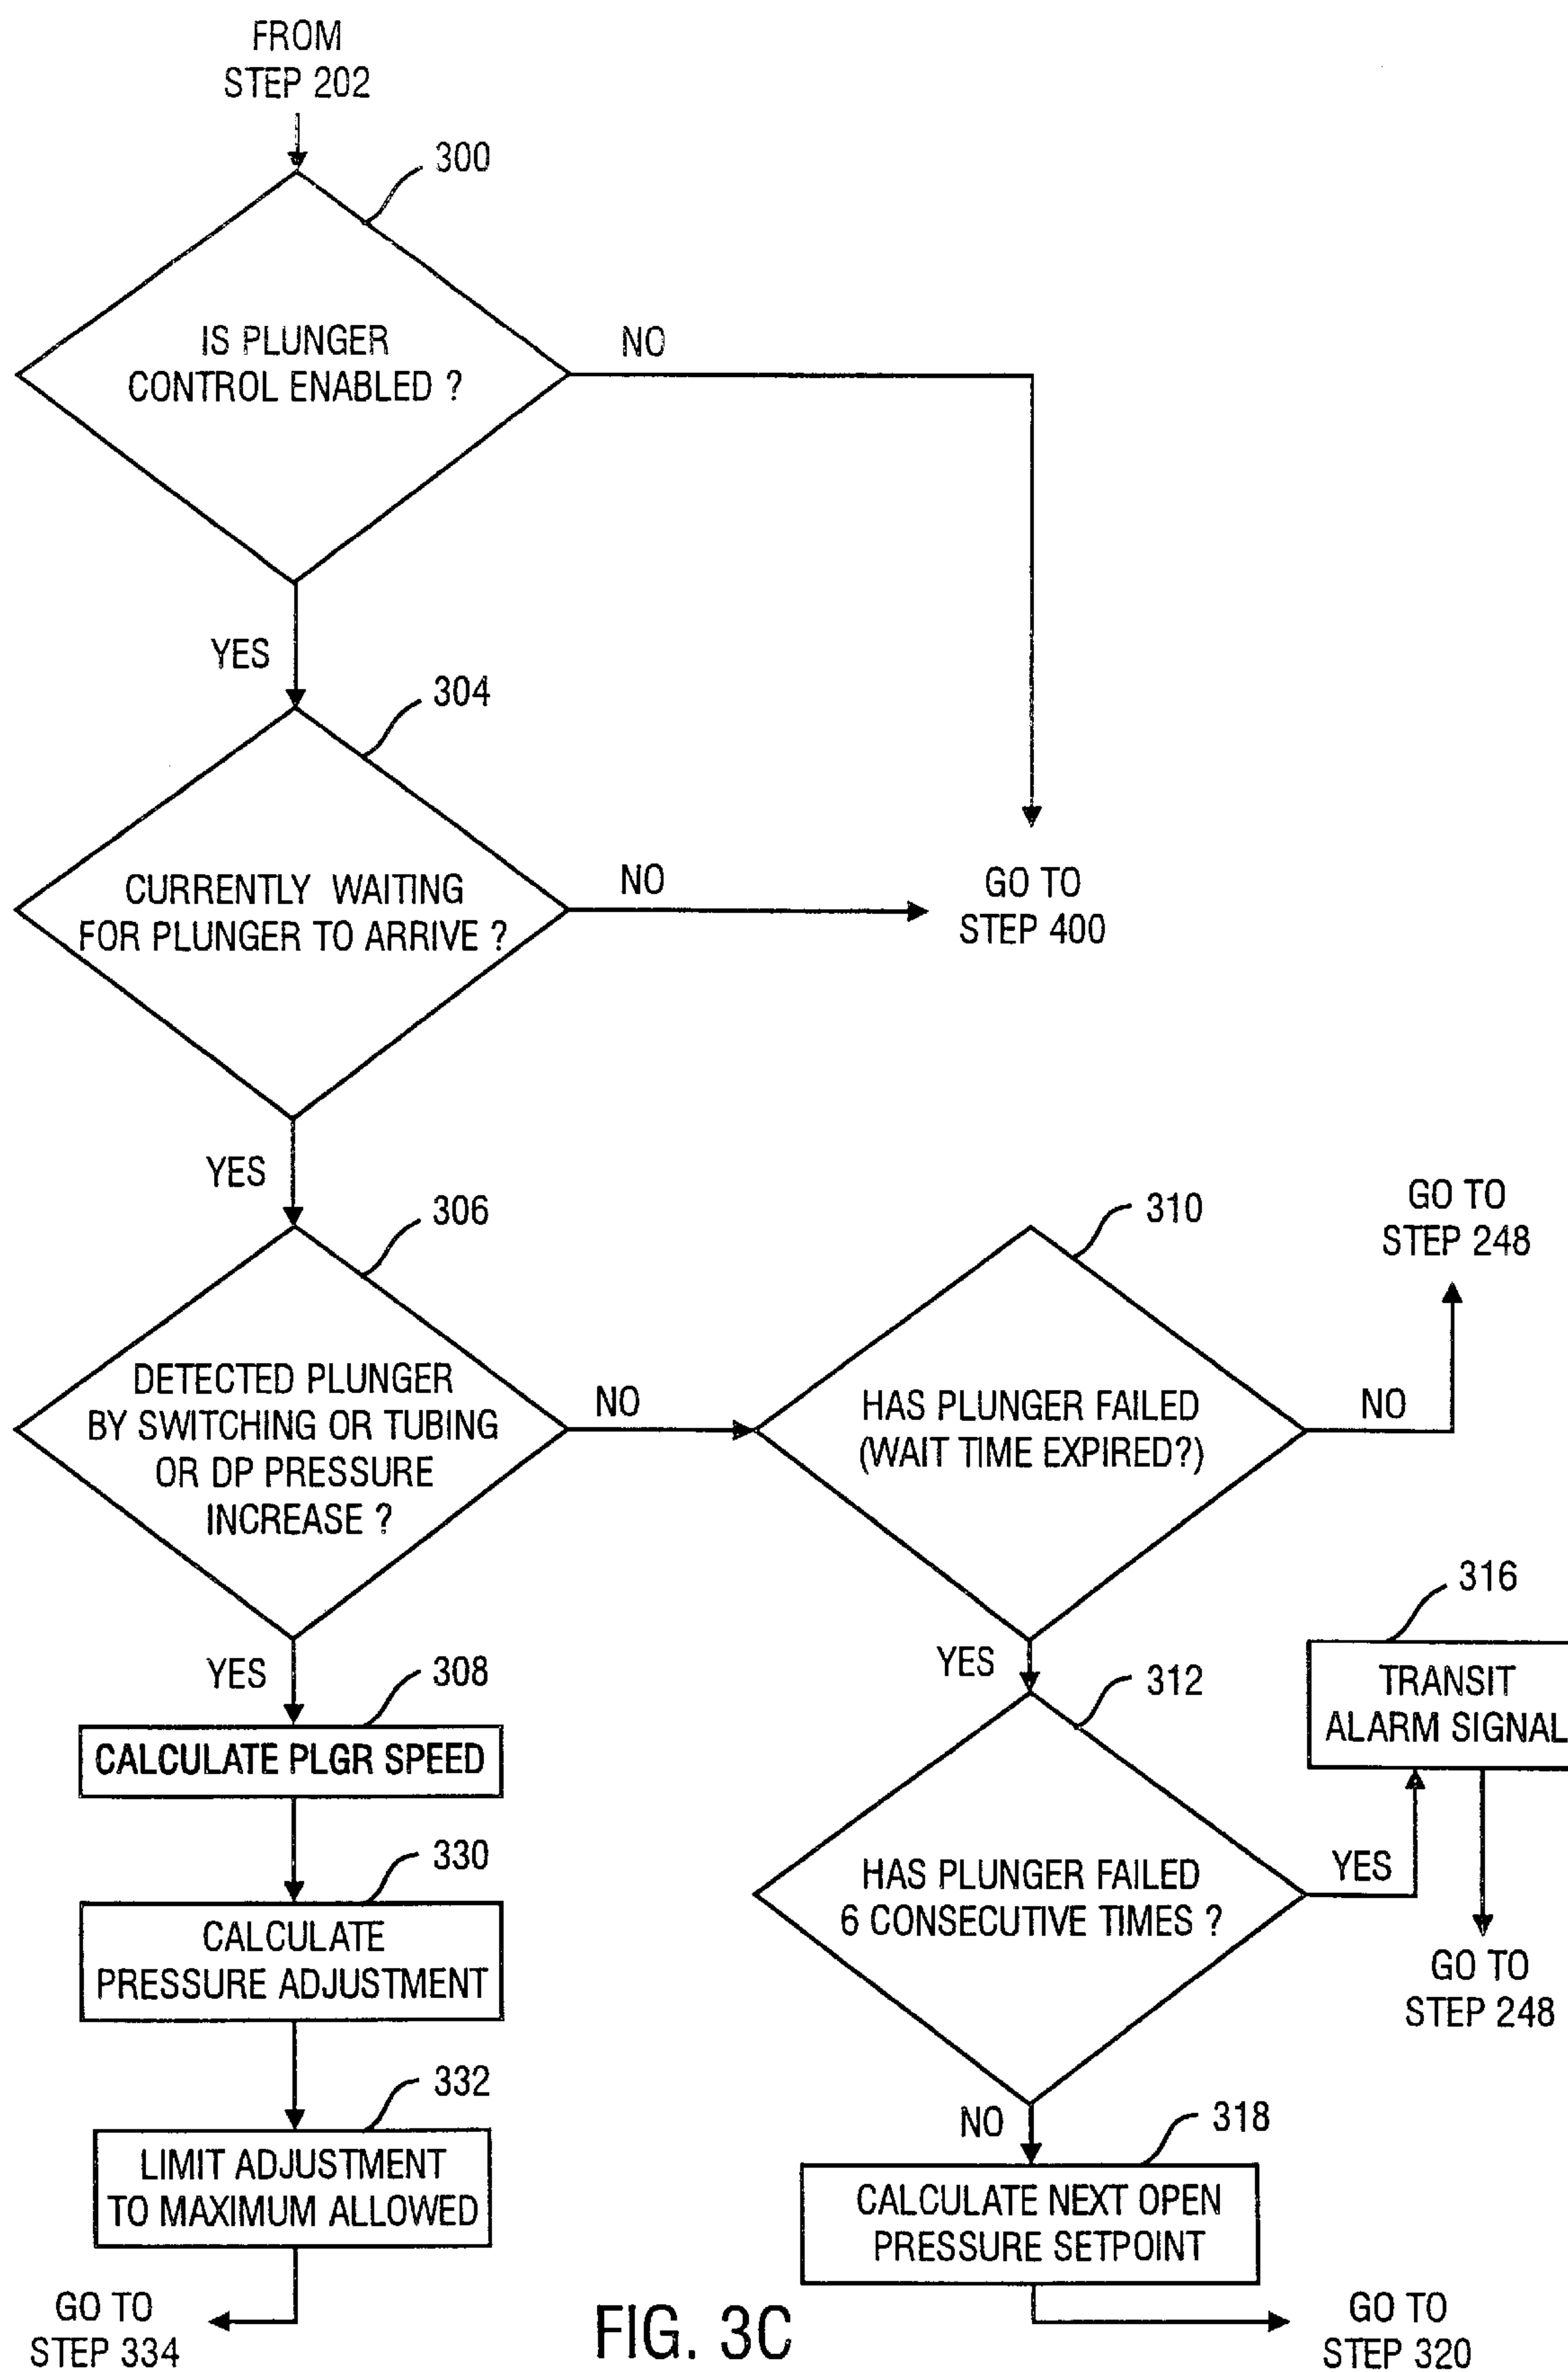 FROM
STEP 202
300
IS PLUNGER
CONTROL ENABLED ?
NO
YES
304
CURRENTLY WAITING
FOR PLUNGER TO ARRIVE ?
NO
GO TO
STEP 400
YES
306
DETECTED PLUNGER
BY SWITCHING OR TUBING
OR DP PRESSURE
INCREASE ?
NO
310
HAS PLUNGER FAILED
(WAIT TIME EXPIRED?)
NO
GO TO
STEP 248
YES
308
CALCULATE PLGR SPEED
330
CALCULATE
PRESSURE ADJUSTMENT
332
LIMIT ADJUSTMENT
TO MAXIMUM ALLOWED
GO TO
STEP 334
YES
312
HAS PLUNGER FAILED
6 CONSECUTIVE TIMES ?
YES
316
TRANSIT
ALARM SIGNAL
GO TO
STEP 248
NO
318
CALCULATE NEXT OPEN
PRESSURE SETPOINT
GO TO
STEP 320
FIG. 3C